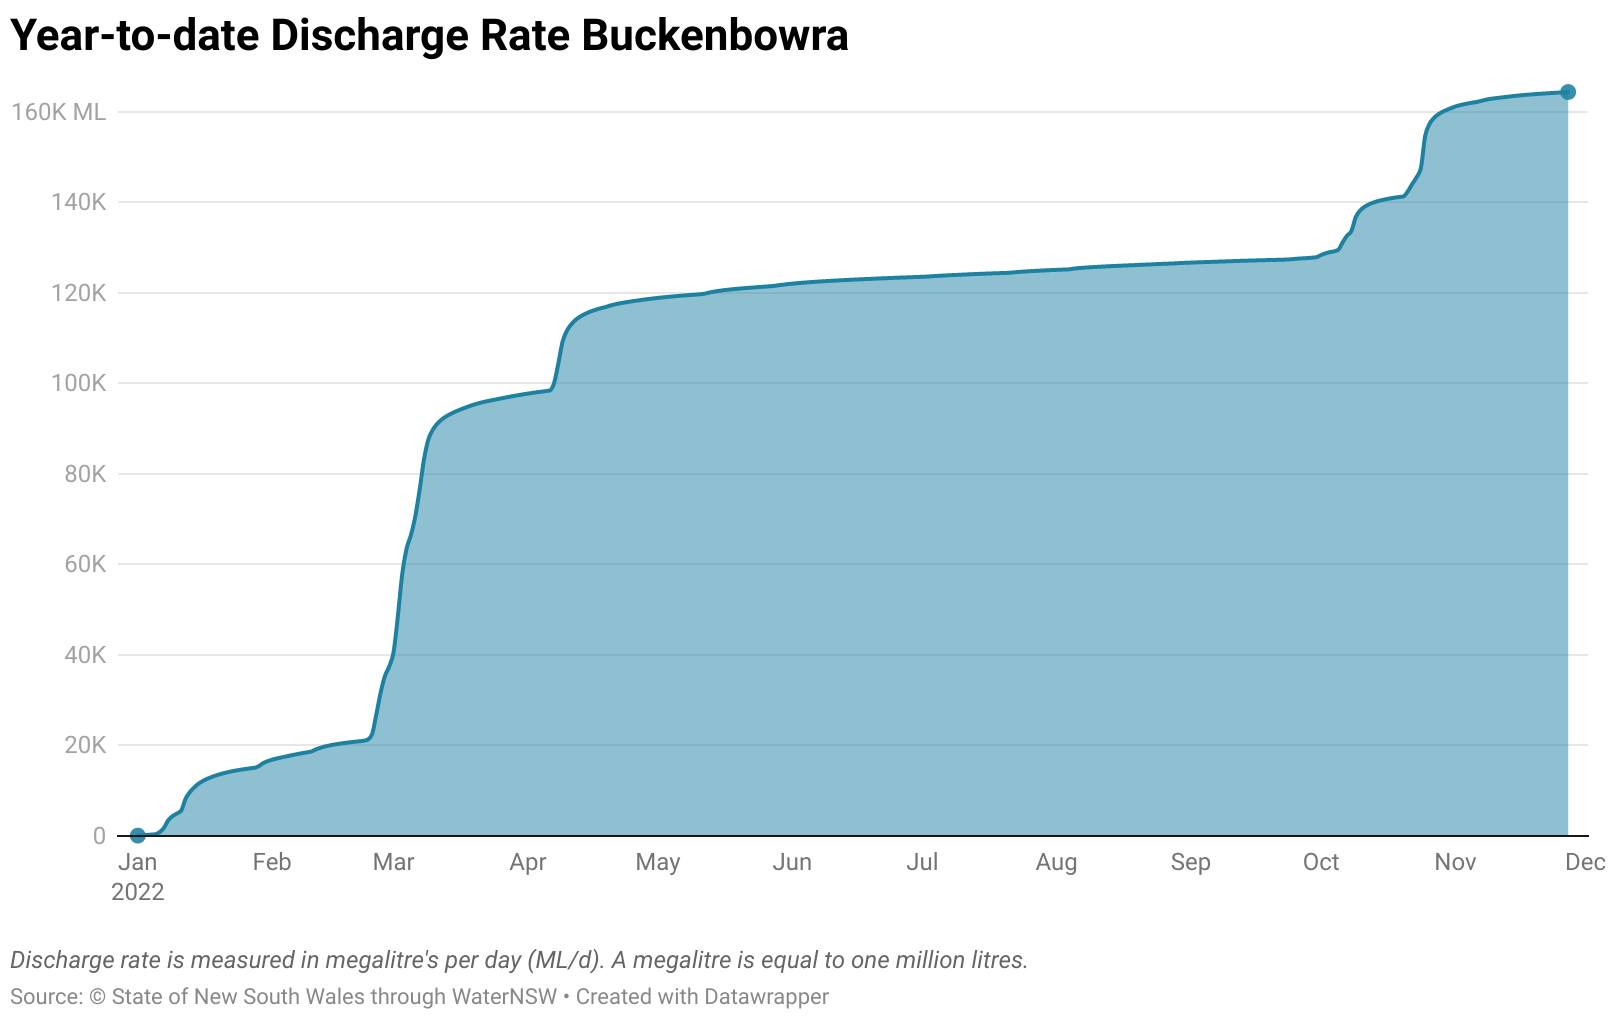 Year-to-date Discharge Rate Buckenbowra
160K ML
140K
120K
100K
80K
60K
40K
20K
0
Jan Feb Mar Apr May Jun Jul Aug Sep Oct Nov Dec
2022
Discharge rate is measured in megalitre's per day (ML/d). A megalitre is equal to one million litres.
Source: © State of New South Wales through WaterNSW • Created with Datawrapper